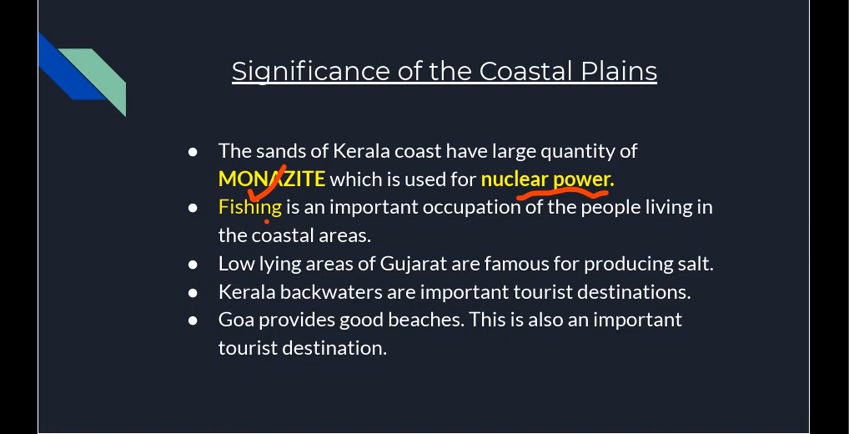 Significance of the Coastal Plains
● The sands of Kerala coast have large quantity of
MONAZITE which is used for nuclear power.
● Fishing is an important occupation of the people living in
the coastal areas.
● Low lying areas of Gujarat are famous for producing salt.
● Kerala backwaters are important tourist destinations.
● Goa provides good beaches. This is also an important
tourist destination.